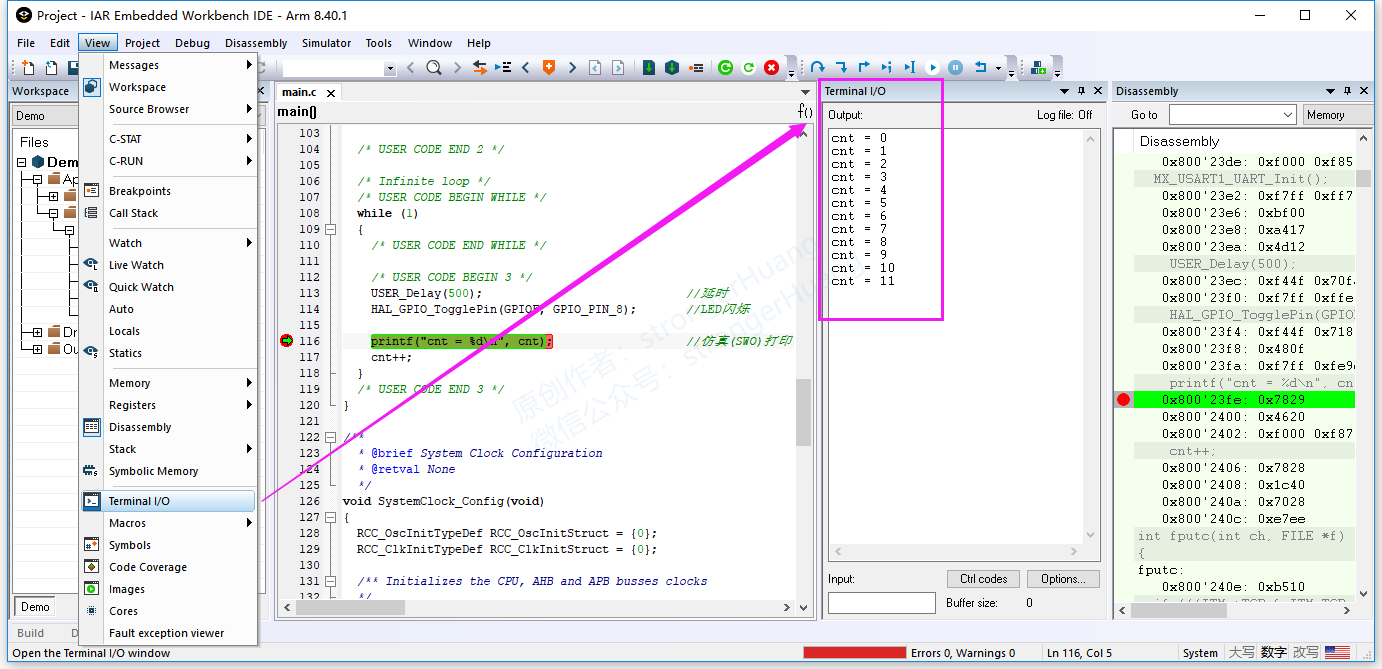 Project - IAR Embedded Workbench IDE - Arm 8.40.1
File Edit View Project Debug Disassembly Simulator Tools Window Help
Workspace
Demo
Files
Demo
Build
Messages
Workspace
Source Browser
C-STAT
C-RUN
Breakpoints
Call Stack
Watch
Live Watch
Quick Watch
Auto
Locals
Statics
Memory
Registers
Disassembly
Stack
Symbolic Memory
Terminal I/O
Macros
Symbols
Code Coverage
Images
Cores
Fault exception viewer
main.c
main()
f()
103
104 /* USER CODE END 2 */
105
106 /* Infinite loop */
107 /* USER CODE BEGIN WHILE */
108 while (1)
109 {
110 /* USER CODE END WHILE */
111
112 /* USER CODE BEGIN 3 */
113 USER_Delay(500); //延时
114 HAL_GPIO_TogglePin(GPIOF, GPIO_PIN_8); //LED闪烁
115
116 printf("cnt = %d\n", cnt); //仿真(SWO)打印
117 cnt++;
118 }
119 /* USER CODE END 3 */
120 }
121
122 /**
123 * @brief System Clock Configuration
124 * @retval None
125 */
126 void SystemClock_Config(void)
127 {
128 RCC_OscInitTypeDef RCC_OscInitStruct = {0};
129 RCC_ClkInitTypeDef RCC_ClkInitStruct = {0};
130
131 /** Initializes the CPU, AHB and APB busses clocks
132 */
原创作者：strongerHuang
微信公众号：strongerHuang
Terminal I/O
Output: Log file: Off
cnt = 0
cnt = 1
cnt = 2
cnt = 3
cnt = 4
cnt = 5
cnt = 6
cnt = 7
cnt = 8
cnt = 9
cnt = 10
cnt = 11
Input: Ctrl codes Options...
Buffer size: 0
Disassembly
Go to Memory
Disassembly
0x800'23de: 0xf000 0xf85
MX_USART1_UART_Init();
0x800'23e2: 0xf7ff 0xff7
0x800'23e6: 0xbf00
0x800'23e8: 0xa417
0x800'23ea: 0x4d12
USER_Delay(500);
0x800'23ec: 0xf44f 0x70f
0x800'23f0: 0xf7ff 0xffe
HAL_GPIO_TogglePin(GPIO
0x800'23f4: 0xf44f 0x718
0x800'23f8: 0x480f
0x800'23fa: 0xf7ff 0xfe9
printf("cnt = %d\n", cn
0x800'23fe: 0x7829
0x800'2400: 0x4620
0x800'2402: 0xf000 0xf87
cnt++;
0x800'2406: 0x7828
0x800'2408: 0x1c40
0x800'240a: 0x7028
0x800'240c: 0xe7ee
int fputc(int ch, FILE *f)
{
fputc:
0x800'240e: 0xb510
Open the Terminal I/O window Errors 0, Warnings 0 Ln 116, Col 5 System 大写 数字 改写